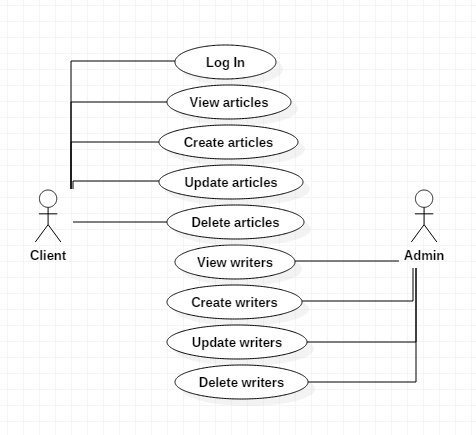 Log In
View articles
Create articles
Update articles
Delete articles
Client
View writers
Admin
Create writers
Update writers
Delete writers